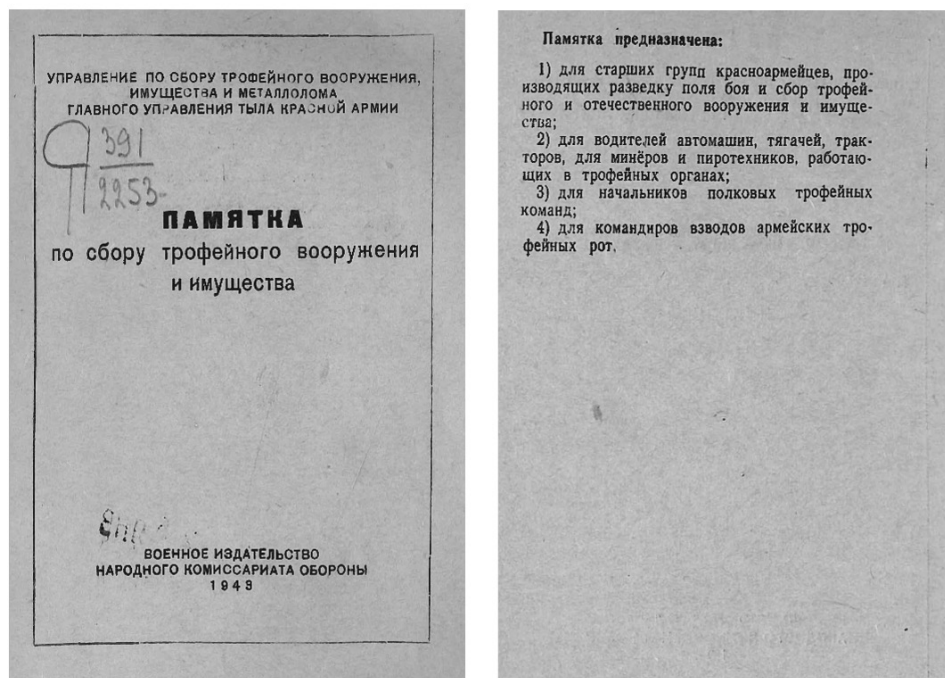 УПРАВЛЕНИЕ ПО СБОРУ ТРОФЕЙНОГО ВООРУЖЕНИЯ,
ИМУЩЕСТВА И МЕТАЛЛОЛОМА
ГЛАВНОГО УПРАВЛЕНИЯ ТЫЛА КРАСНОЙ АРМИИ
391
2253
ПАМЯТКА
по сбору трофейного вооружения
и имущества
ВОЕННОЕ ИЗДАТЕЛЬСТВО
НАРОДНОГО КОМИССАРИАТА ОБОРОНЫ
1943
Памятка предназначена:
1) для старших групп красноармейцев, про-
изводящих разведку поля боя и сбор трофей-
ного и отечественного вооружения и имуще-
ства;
2) для водителей автомашин, тягачей, трак-
торов, для минёров и пиротехников, работаю-
щих в трофейных органах;
3) для начальников полковых трофейных
команд;
4) для командиров взводов армейских тро-
фейных рот.